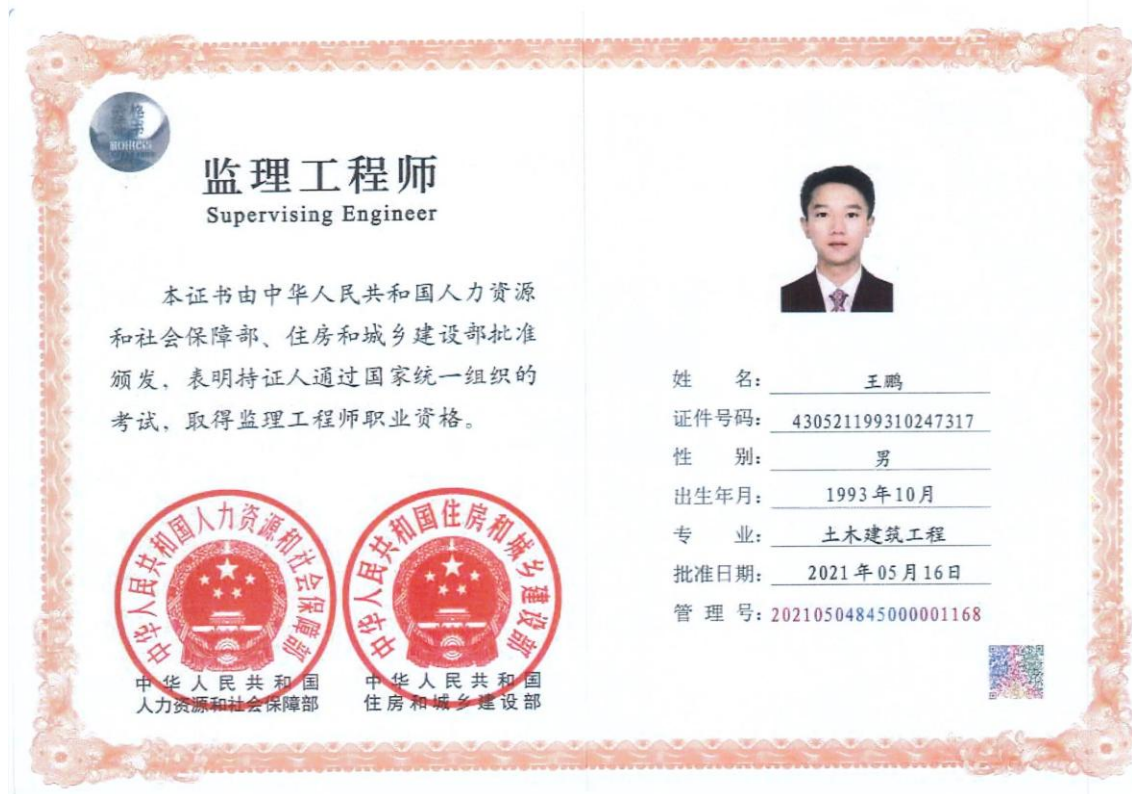 监理工程师
Supervising Engineer
本证书由中华人民共和国人力资源
和社会保障部、住房和城乡建设部批准
颁发，表明持证人通过国家统一组织的
考试，取得监理工程师职业资格。
中华人民共和国人力资源和社会保障部
中华人民共和国住房和城乡建设部
中华人民共和国
人力资源和社会保障部
中华人民共和国
住房和城乡建设部
姓 名：王鹏
证件号码：430521199310247317
性 别：男
出生年月：1993年10月
专 业：土木建筑工程
批准日期：2021年05月16日
管 理 号：20210504845000001168